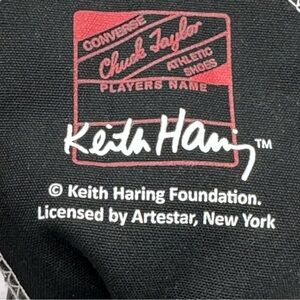 CONVERSE
Chuck Taylor
ATHLETIC
SHOES
PLAYERS NAME
Keith Haring™
© Keith Haring Foundation.
Licensed by Artestar, New York